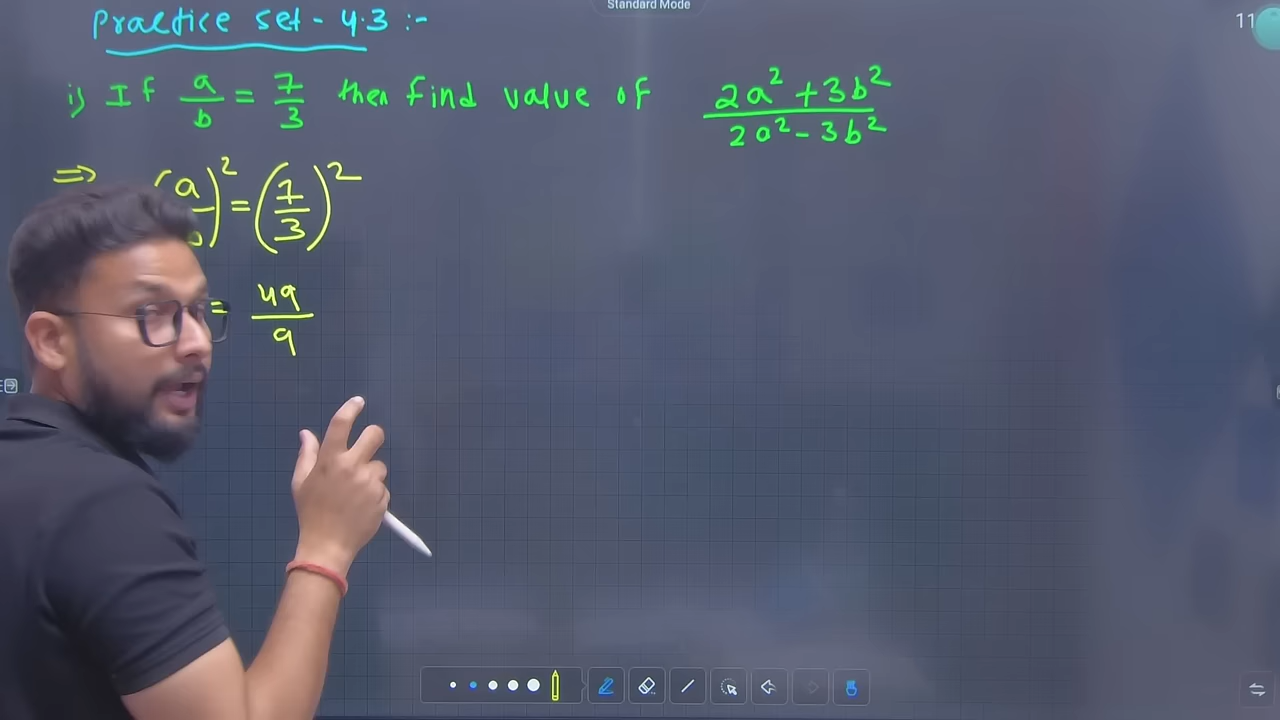 Standard Mode
11
Practice set - 4.3 :-
i) If a/b = 7/3 then find value of 2a²+3b² / 2a²-3b²
⇒ (a/b)² = (7/3)²
= 49/9